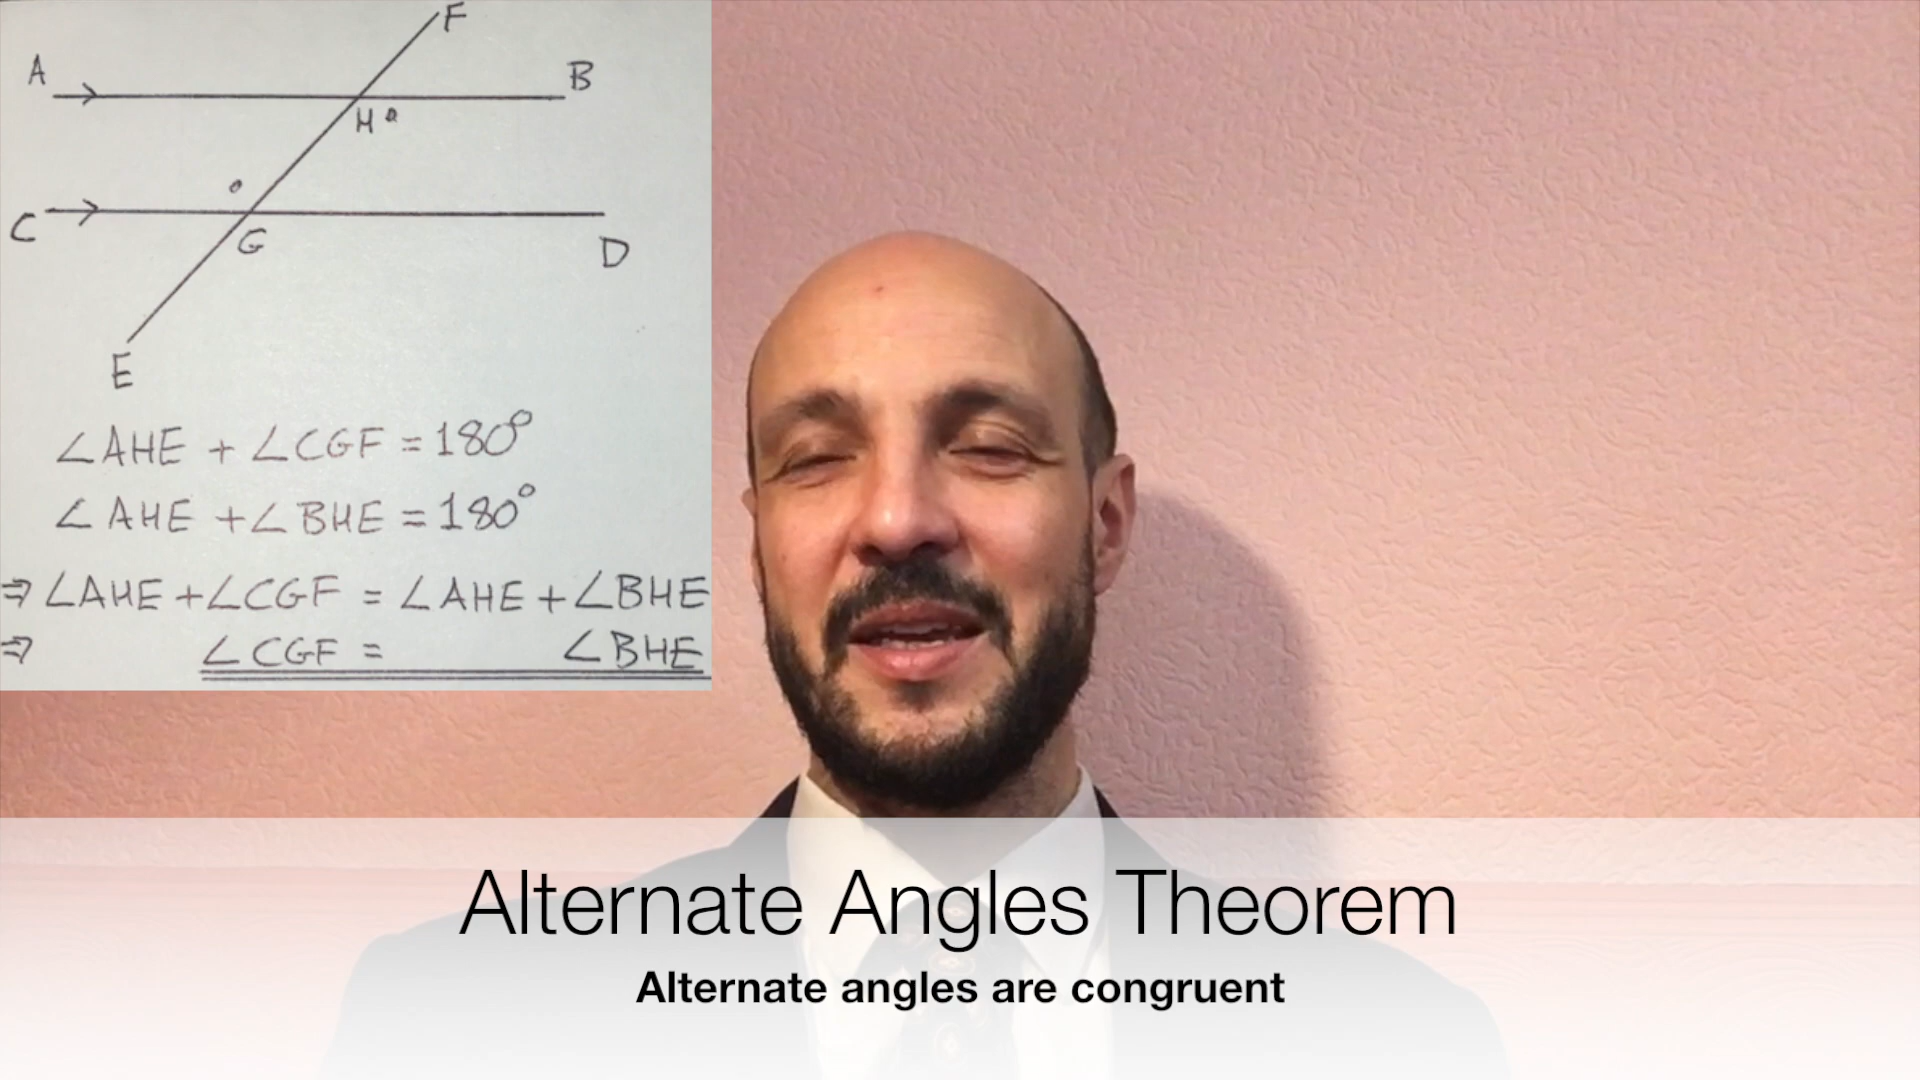 F
A B
H
C G D
E
∠AHE + ∠CGF = 180°
∠AHE + ∠BHE = 180°
⇒ ∠AHE + ∠CGF = ∠AHE + ∠BHE
⇒ ∠CGF = ∠BHE
Alternate Angles Theorem
Alternate angles are congruent